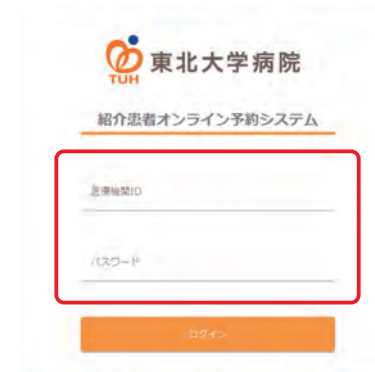 TUH
東北大学病院
紹介患者オンライン予約システム
医療機関ID
パスワード
ログイン